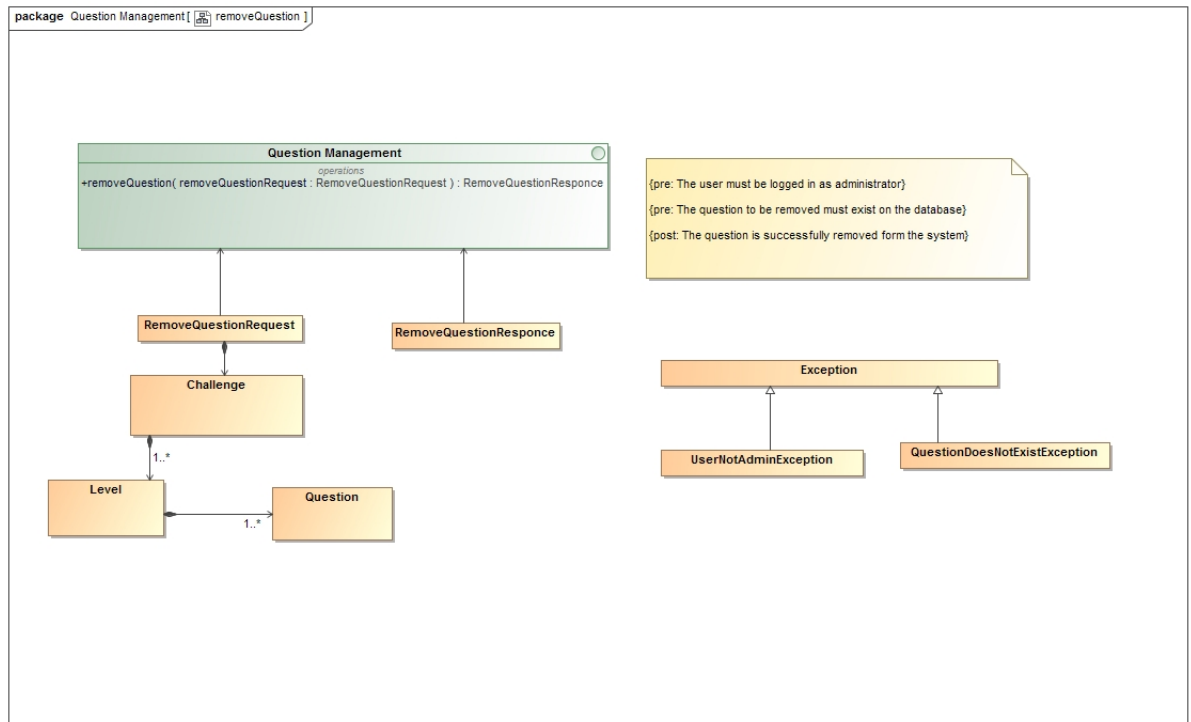 package Question Management[ removeQuestion ]
Question Management
operations
+removeQuestion( removeQuestionRequest : RemoveQuestionRequest ) : RemoveQuestionResponce
{pre: The user must be logged in as administrator}
{pre: The question to be removed must exist on the database}
{post: The question is successfully removed form the system}
RemoveQuestionRequest
RemoveQuestionResponce
Challenge
1..*
Level
Question
1..*
Exception
UserNotAdminException
QuestionDoesNotExistException